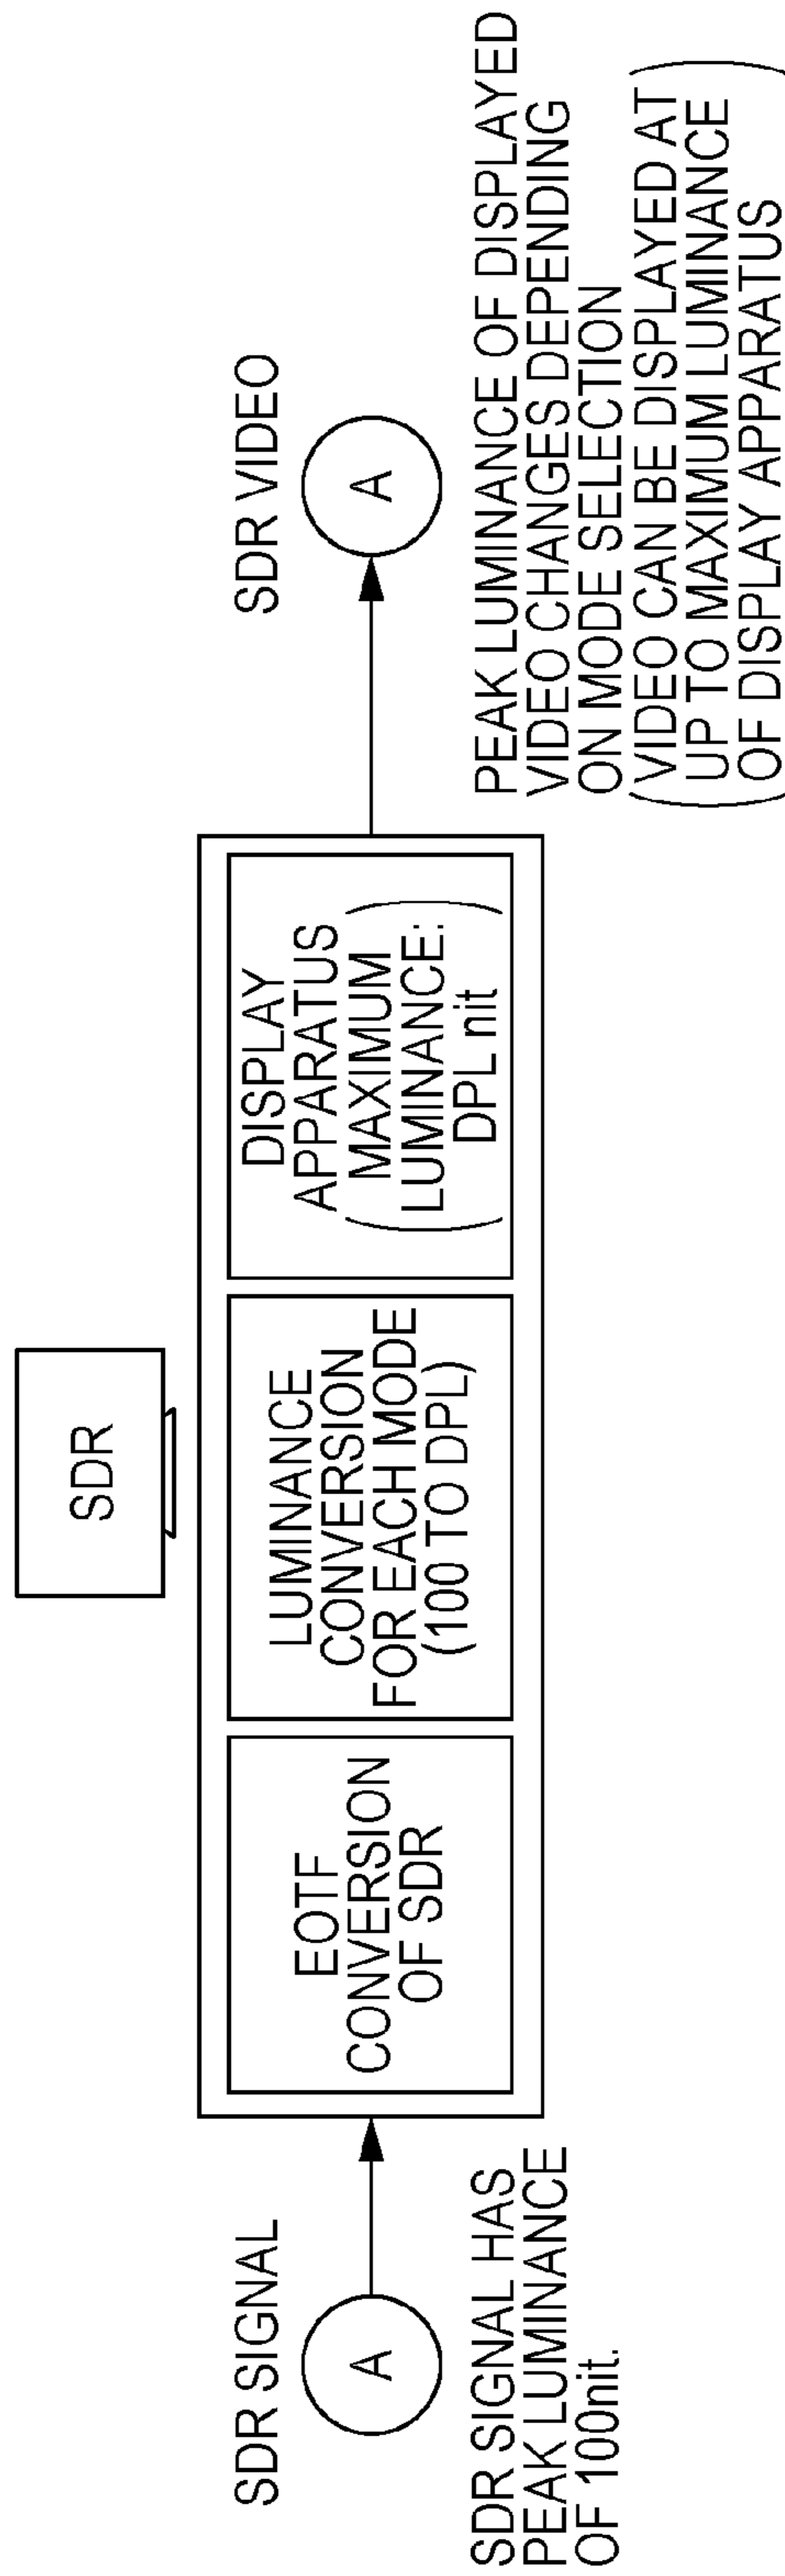 SDR
SDR SIGNAL
A
SDR SIGNAL HAS
PEAK LUMINANCE
OF 100nit.
EOTF
CONVERSION
OF SDR
LUMINANCE
CONVERSION
FOR EACH MODE
(100 TO DPL)
DISPLAY
APPARATUS
(MAXIMUM
LUMINANCE:
DPL nit)
SDR VIDEO
A
PEAK LUMINANCE OF DISPLAYED
VIDEO CHANGES DEPENDING
ON MODE SELECTION
(VIDEO CAN BE DISPLAYED AT
UP TO MAXIMUM LUMINANCE
OF DISPLAY APPARATUS)